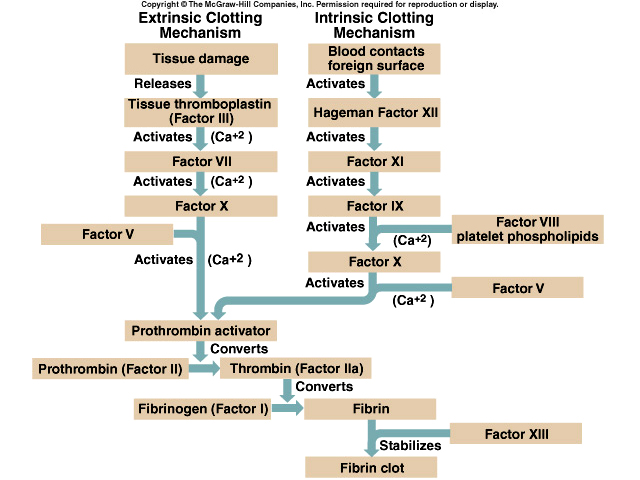 Copyright © The McGraw-Hill Companies, Inc. Permission required for reproduction or display.
Extrinsic Clotting
Mechanism
Intrinsic Clotting
Mechanism
Tissue damage
Blood contacts
foreign surface
Releases
Activates
Tissue thromboplastin
(Factor III)
Hageman Factor XII
Activates (Ca+2 )
Activates
Factor VII
Factor XI
Activates (Ca+2 )
Activates
Factor X
Factor IX
Factor V
Activates (Ca+2 )
Activates
(Ca+2)
Factor VIII
platelet phospholipids
Factor X
Activates
(Ca+2 )
Factor V
Prothrombin activator
Converts
Prothrombin (Factor II)
Thrombin (Factor IIa)
Converts
Fibrinogen (Factor I)
Fibrin
Factor XIII
Stabilizes
Fibrin clot